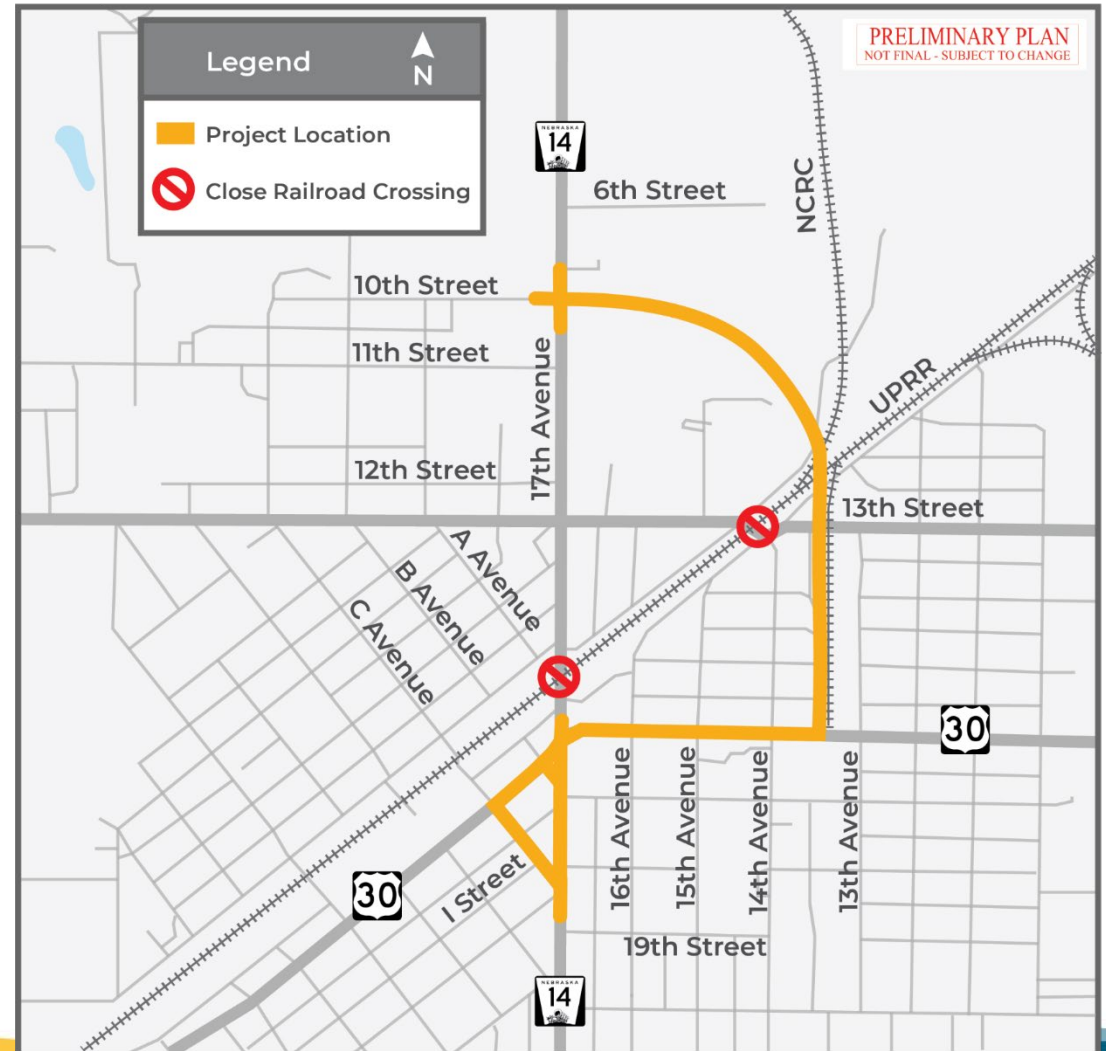 Legend
N
Project Location
Close Railroad Crossing
PRELIMINARY PLAN
NOT FINAL - SUBJECT TO CHANGE
NEBRASKA
14
6th Street
NCRC
10th Street
11th Street
17th Avenue
UPRR
12th Street
13th Street
A Avenue
B Avenue
C Avenue
30
16th Avenue
15th Avenue
14th Avenue
13th Avenue
I Street
30
19th Street
NEBRASKA
14